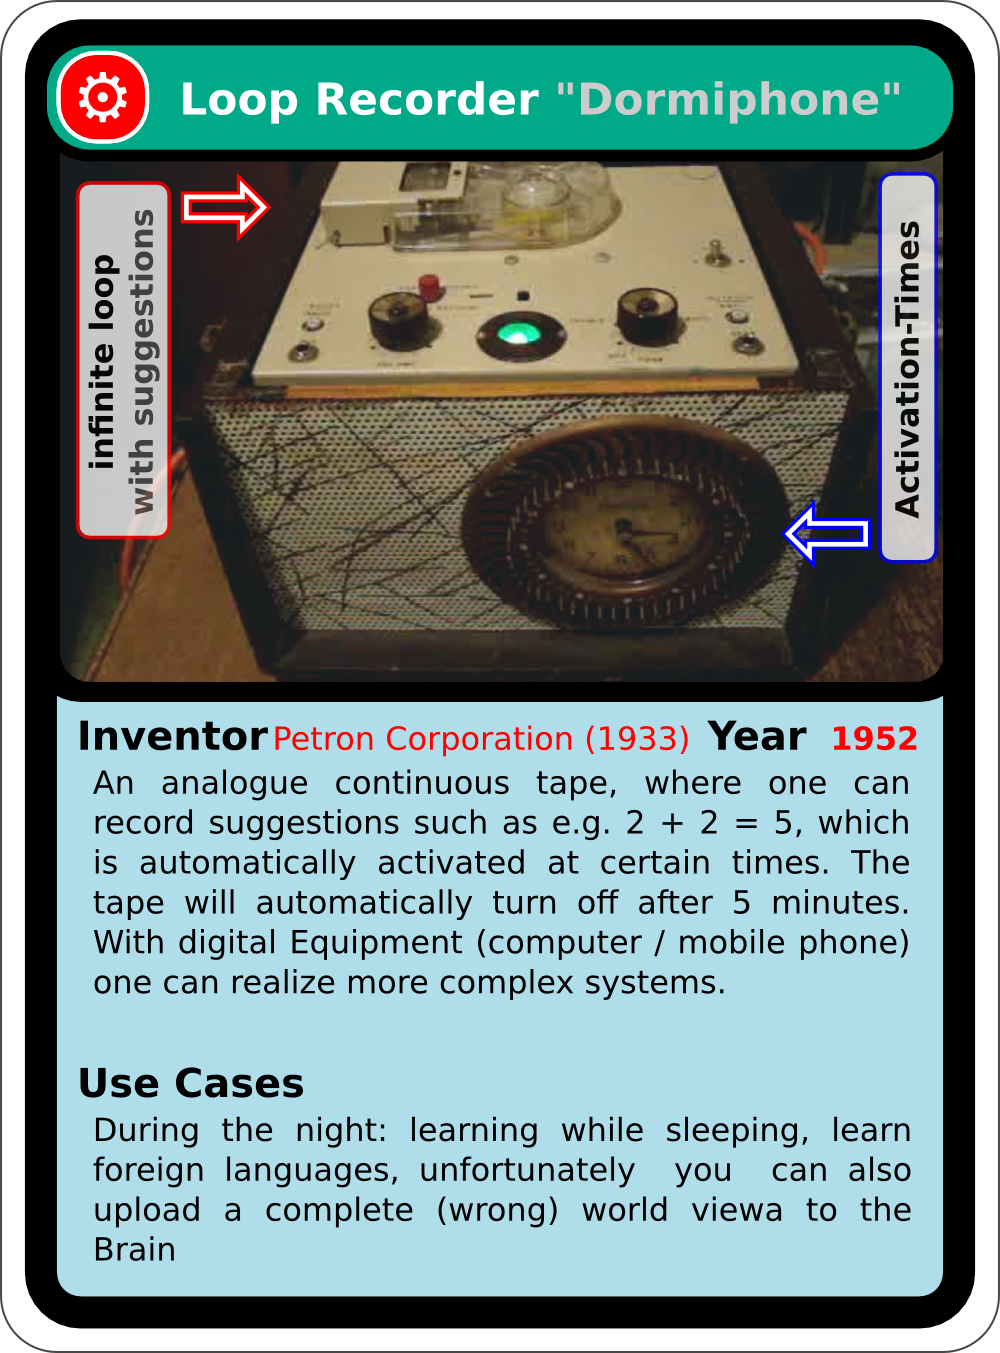 Loop Recorder "Dormiphone"
infinite loop
with suggestions
Activation-Times
Inventor Petron Corporation (1933) Year 1952
An analogue continuous tape, where one can
record suggestions such as e.g. 2 + 2 = 5, which
is automatically activated at certain times. The
tape will automatically turn off after 5 minutes.
With digital Equipment (computer / mobile phone)
one can realize more complex systems.
Use Cases
During the night: learning while sleeping, learn
foreign languages, unfortunately you can also
upload a complete (wrong) world viewa to the
Brain